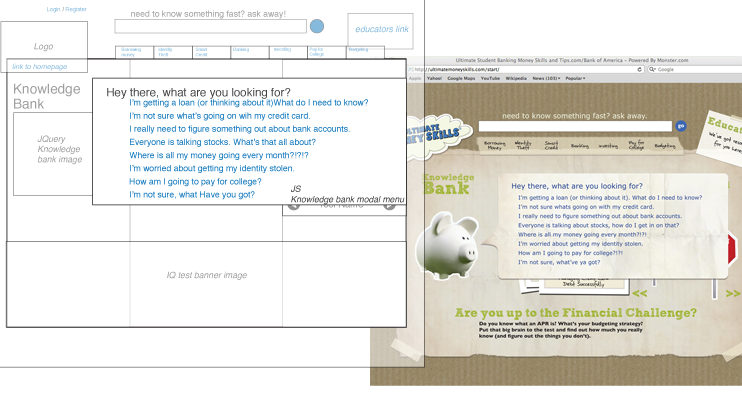 Login / Register
need to know something fast? ask away!
educators link
Logo
link to homepage
Borrowing money
Identity Theft
Smart Credit
Banking
Investing
Pay for College
Budgeting
Knowledge
Bank
JQuery
Knowledge
bank image
Hey there, what are you looking for?
I'm getting a loan (or thinking about it)What do I need to know?
I'm not sure what's going on wih my credit card.
I really need to figure something out about bank accounts.
Everyone is talking stocks. What's that all about?
Where is all my money going every month?!?!?
I'm worried about getting my identity stolen.
How am I going to pay for college?
I'm not sure, what Have you got?
JS
Knowledge bank modal menu
IQ test banner image
Ultimate Student Banking Money Skills and Tips.com/Bank of America – Powered By Monster.com
http://ultimatemoneyskills.com/start/
Google
Apple Yahoo! Google Maps YouTube Wikipedia News (103) Popular
need to know something fast? ask away.
go
ULTIMATE
SKILLS
Borrowing Money
Identity Theft
Smart Credit
Banking
Investing
Pay for College
Budgeting
We've got
for you here
Knowledge
Bank
Hey there, what are you looking for?
I'm getting a loan (or thinking about it). What do I need to know?
I'm not sure whats going on with my credit card.
I really need to figure something out about bank accounts.
Everyone is talking about stocks, how do I get in on that?
Where is all my money going every month?!?!
I'm worried about getting my identity stolen.
How am I going to pay for college?!?!
I'm not sure, what've ya got?
Debt Successfully
<< >>
Are you up to the Financial Challenge?
Do you know what an APR is? What's your budgeting strategy?
Put that big brain to the test and find out how much you really
know (and figure out the things you don't).